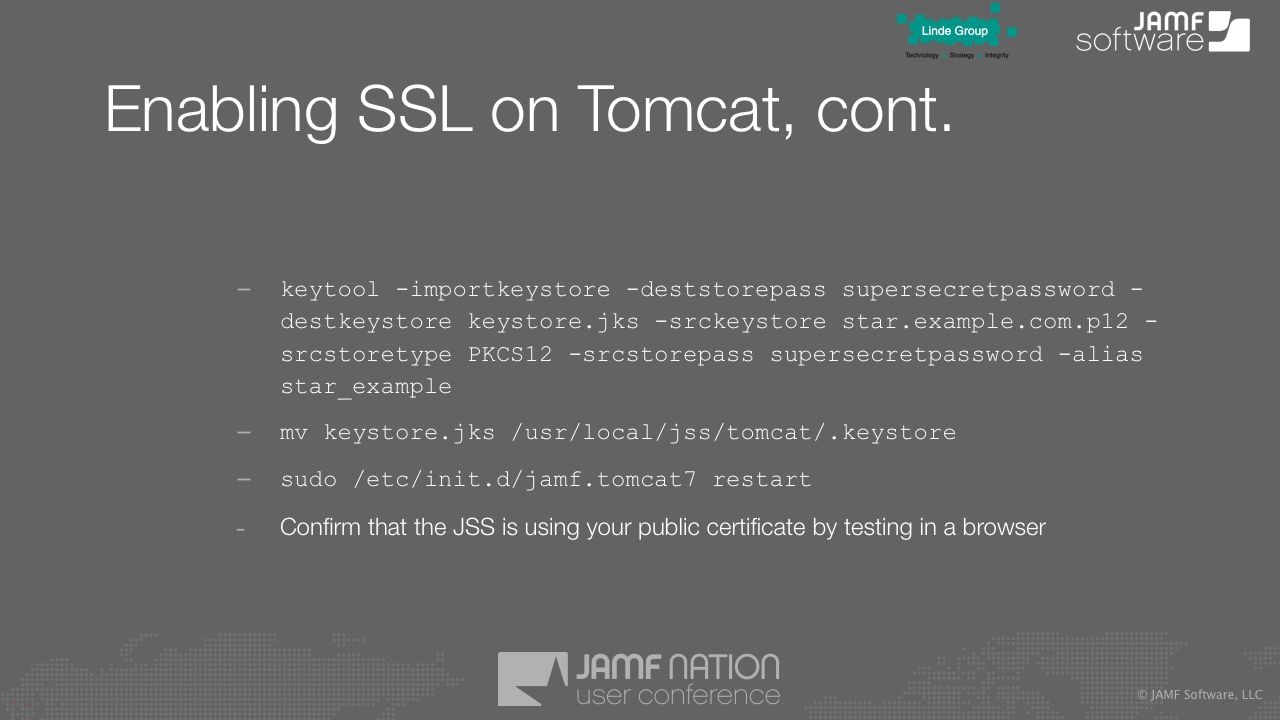 Linde Group
Technology Strategy Integrity
JAMF
software
Enabling SSL on Tomcat, cont.
– keytool -importkeystore -deststorepass supersecretpassword -
destkeystore keystore.jks -srckeystore star.example.com.p12 -
srcstoretype PKCS12 -srcstorepass supersecretpassword -alias
star_example
– mv keystore.jks /usr/local/jss/tomcat/.keystore
– sudo /etc/init.d/jamf.tomcat7 restart
- Confirm that the JSS is using your public certificate by testing in a browser
JAMF NATION
user conference
© JAMF Software, LLC